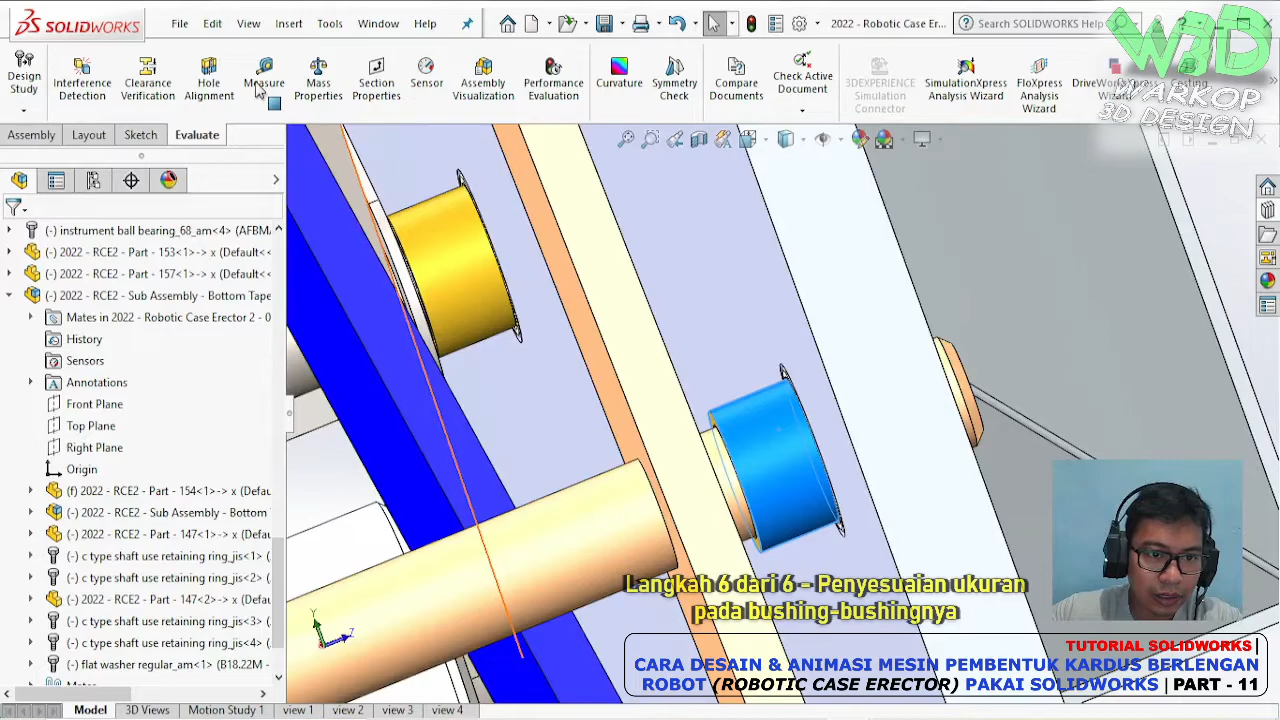 SOLIDWORKS
File Edit View Insert Tools Window Help
2022 - Robotic Case Er...
Search SOLIDWORKS Help
W3D
3D DESIGN
Design Study
Interference Detection
Clearance Verification
Hole Alignment
Measure
Mass Properties
Section Properties
Sensor
Assembly Visualization
Performance Evaluation
Curvature
Symmetry Check
Compare Documents
Check Active Document
3DEXPERIENCE Simulation Connector
SimulationXpress Analysis Wizard
FloXpress Analysis Wizard
Assembly Layout Sketch Evaluate
(-) instrument ball bearing_68_am<4> (AFBM
(-) 2022 - RCE2 - Part - 153<1>-> x (Default<
(-) 2022 - RCE2 - Part - 157<1>-> x (Default<
(-) 2022 - RCE2 - Sub Assembly - Bottom Tape
Mates in 2022 - Robotic Case Erector 2 - 0
History
Sensors
Annotations
Front Plane
Top Plane
Right Plane
Origin
(f) 2022 - RCE2 - Part - 154<1> -> x (Defau
(-) 2022 - RCE2 - Sub Assembly - Bottom
(-) 2022 - RCE2 - Part - 147<1> -> x (Defau
(-) c type shaft use retaining ring_jis<1> (
(-) c type shaft use retaining ring_jis<2> (
(-) 2022 - RCE2 - Part - 147<2> -> x (Defau
(-) c type shaft use retaining ring_jis<3> (
(-) c type shaft use retaining ring_jis<4> (
(-) flat washer regular_am<1> (B18.22M -
Y
Z
Langkah 6 dari 6 - Penyesuaian ukuran
pada bushing-bushingnya
TUTORIAL SOLIDWORKS |
CARA DESAIN & ANIMASI MESIN PEMBENTUK KARDUS BERLENGAN
ROBOT (ROBOTIC CASE ERECTOR) PAKAI SOLIDWORKS | PART - 11
Model 3D Views Motion Study 1 view 1 view 2 view 3 view 4